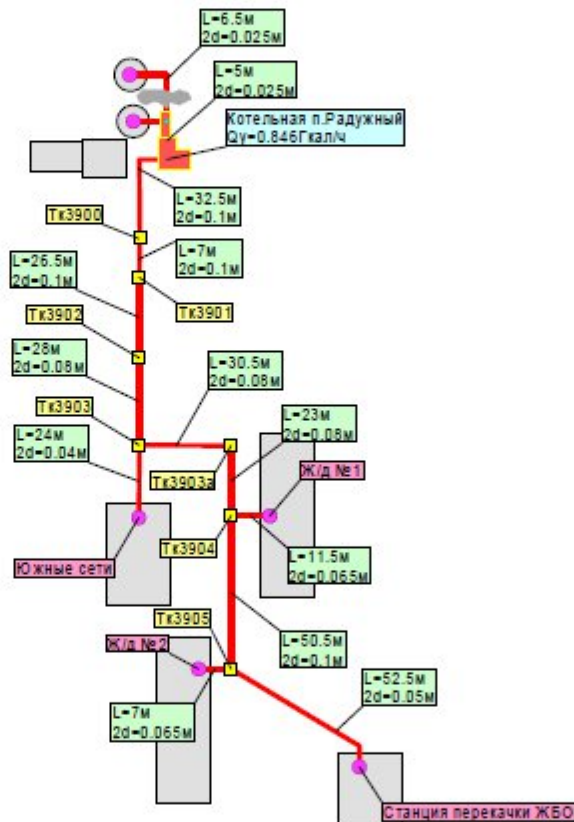 L=6.5м
2d=0.025м
L=5м
2d=0.025м
Котельная п.Радужный
Qу=0.846Гкал/ч
L=32.5м
2d=0.1м
Тк3900
L=7м
2d=0.1м
L=26.5м
2d=0.1м
Тк3901
Тк3902
L=28м
2d=0.08м
L=30.5м
2d=0.08м
Тк3903
L=23м
2d=0.08м
L=24м
2d=0.04м
Ж/д №1
Тк3903а
Тк3904
L=11.5м
2d=0.065м
Южные сети
Тк3905
L=50.5м
2d=0.1м
Ж/д №2
L=52.5м
2d=0.05м
L=7м
2d=0.065м
Станция перекачки ЖБО